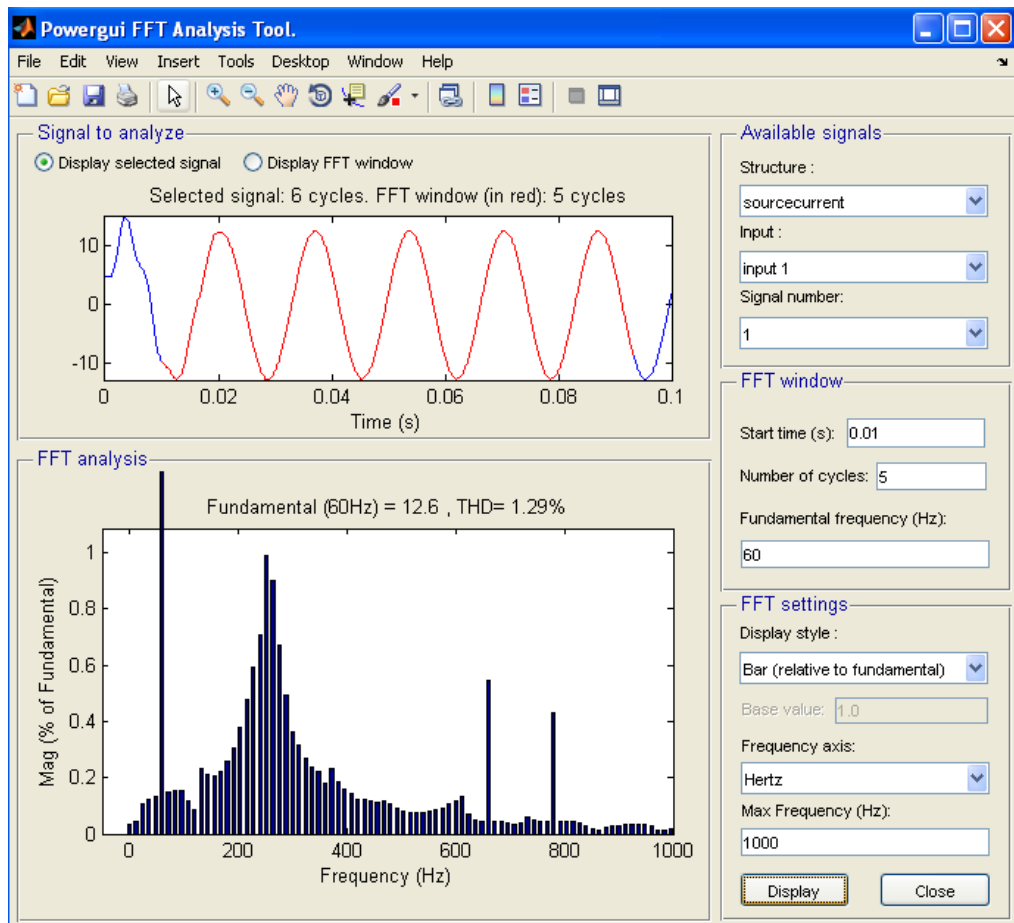 Powergui FFT Analysis Tool.
File Edit View Insert Tools Desktop Window Help
Signal to analyze
Display selected signal Display FFT window
Selected signal: 6 cycles. FFT window (in red): 5 cycles
10
0
-10
0 0.02 0.04 0.06 0.08 0.1
Time (s)
FFT analysis
Fundamental (60Hz) = 12.6 , THD= 1.29%
Mag (% of Fundamental)
1
0.8
0.6
0.4
0.2
0
0 200 400 600 800 1000
Frequency (Hz)
Available signals
Structure :
sourcecurrent
Input :
input 1
Signal number:
1
FFT window
Start time (s): 0.01
Number of cycles: 5
Fundamental frequency (Hz):
60
FFT settings
Display style :
Bar (relative to fundamental)
Base value: 1.0
Frequency axis:
Hertz
Max Frequency (Hz):
1000
Display Close